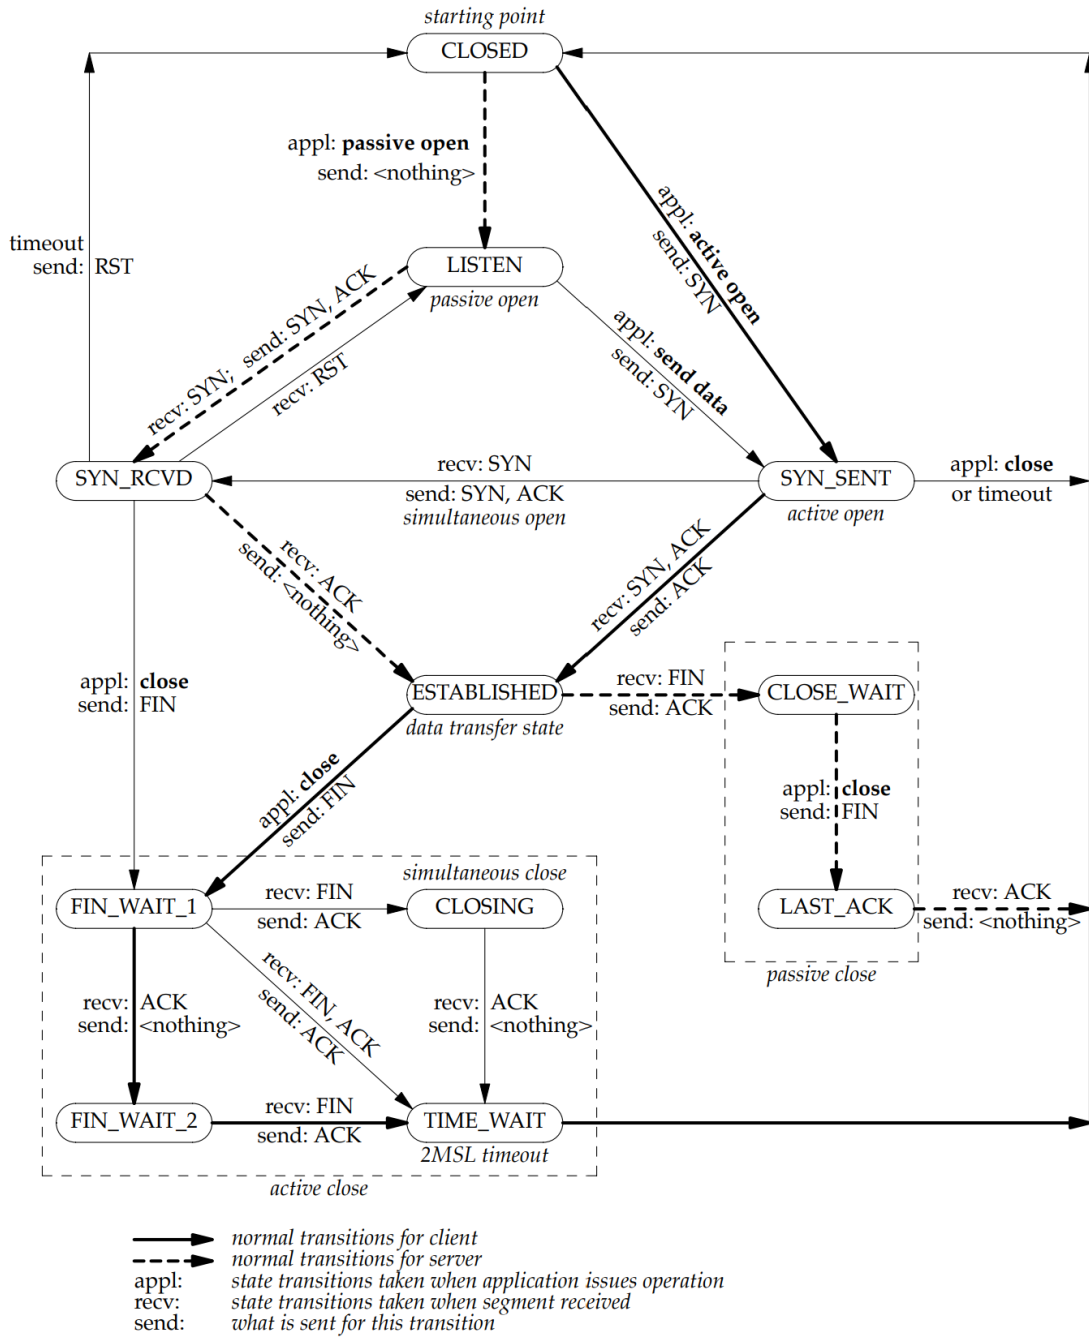 starting point
CLOSED
appl: passive open
send: <nothing>
appl: active open
send: SYN
timeout
send: RST
LISTEN
passive open
recv: SYN; send: SYN, ACK
recv: RST
appl: send data
send: SYN
SYN_RCVD
recv: SYN
send: SYN, ACK
simultaneous open
SYN_SENT
active open
appl: close
or timeout
recv: ACK
send: <nothing>
recv: SYN, ACK
send: ACK
appl: close
send: FIN
ESTABLISHED
data transfer state
recv: FIN
send: ACK
CLOSE_WAIT
appl: close
send: FIN
appl: close
send: FIN
simultaneous close
FIN_WAIT_1
recv: FIN
send: ACK
CLOSING
LAST_ACK
recv: ACK
send: <nothing>
passive close
recv: ACK
send: <nothing>
recv: FIN, ACK
send: ACK
recv: ACK
send: <nothing>
FIN_WAIT_2
recv: FIN
send: ACK
TIME_WAIT
2MSL timeout
active close
normal transitions for client
normal transitions for server
appl: state transitions taken when application issues operation
recv: state transitions taken when segment received
send: what is sent for this transition